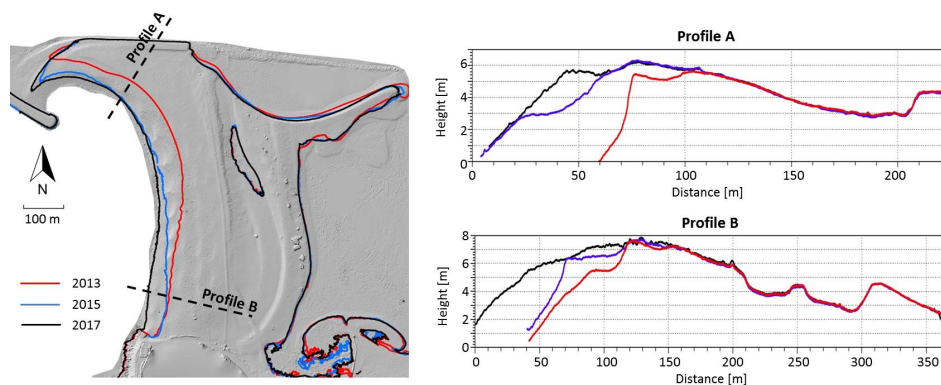 Profile A
N
100 m
2013
2015
2017
Profile B
Profile A
Height [m]
6
4
2
0
0 50 100 150 200
Distance [m]
Profile B
Height [m]
8
6
4
2
0
0 50 100 150 200 250 300 350
Distance [m]